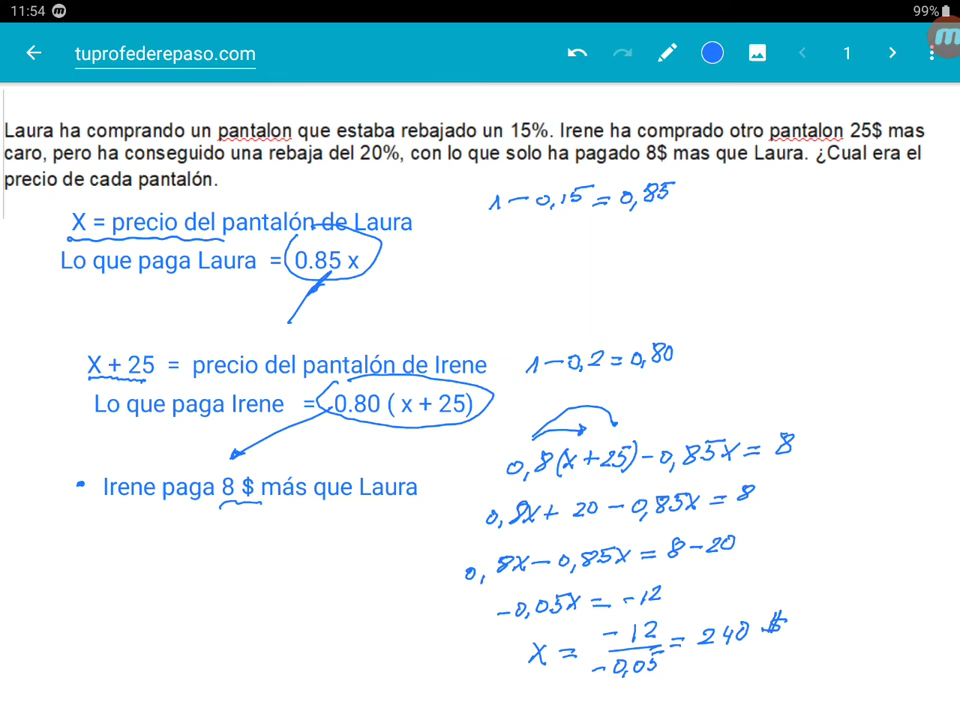 11:54
99%
tuprofederepaso.com
1
Laura ha comprando un pantalon que estaba rebajado un 15%. Irene ha comprado otro pantalon 25$ mas
caro, pero ha conseguido una rebaja del 20%, con lo que solo ha pagado 8$ mas que Laura. ¿Cual era el
precio de cada pantalón.
1-0,15=0,85
X = precio del pantalón de Laura
Lo que paga Laura = 0.85 x
X + 25 = precio del pantalón de Irene
1-0,2=0,80
Lo que paga Irene = 0.80 ( x + 25)
0,8(x+25)-0,85x=8
• Irene paga 8 $ más que Laura
0,8x+20-0,85x=8
0,8x-0,85x=8-20
-0,05x=-12
x=-12/-0,05=240 $